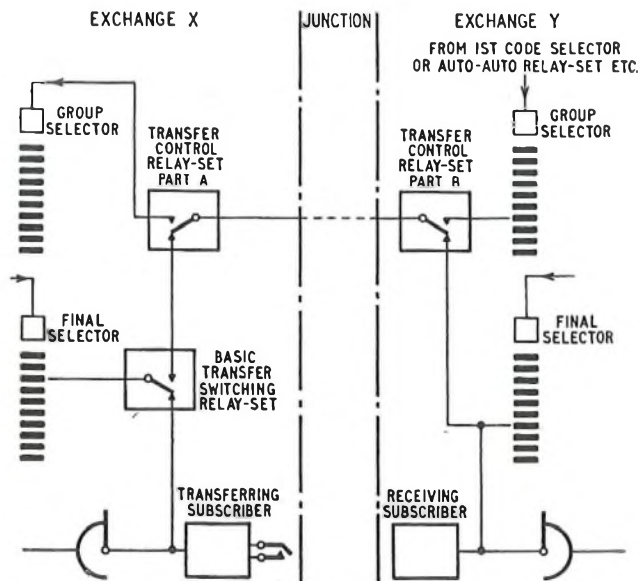 EXCHANGE X
JUNCTION
EXCHANGE Y
FROM 1ST CODE SELECTOR
OR AUTO-AUTO RELAY-SET ETC.
GROUP
SELECTOR
TRANSFER
CONTROL
RELAY-SET
PART A
TRANSFER
CONTROL
RELAY-SET
PART B
GROUP
SELECTOR
FINAL
SELECTOR
BASIC
TRANSFER
SWITCHING
RELAY-SET
FINAL
SELECTOR
TRANSFERRING
SUBSCRIBER
RECEIVING
SUBSCRIBER